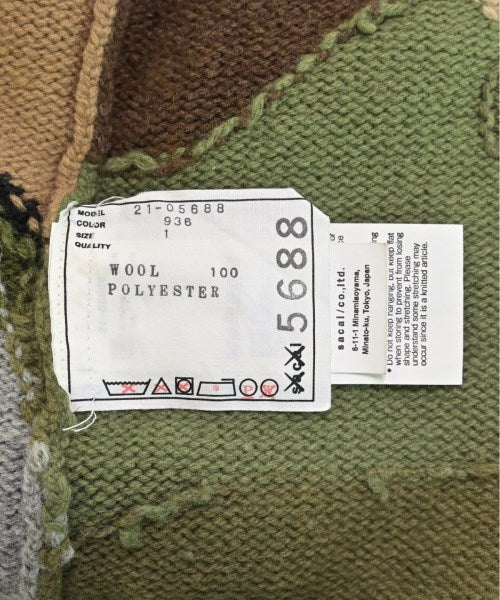 MODEL 21-05688
COLOR 936
SIZE 1
QUALITY
WOOL 100
POLYESTER
5688
sacai
P W
sacai/co.,ltd.
6-11-1 Minamiaoyama,
Minato-ku, Tokyo, Japan
• Do not keep hanging, but keep flat
when storing to prevent from losing
shape and stretching. Please
understand some stretching may
occur since it is a knitted article.